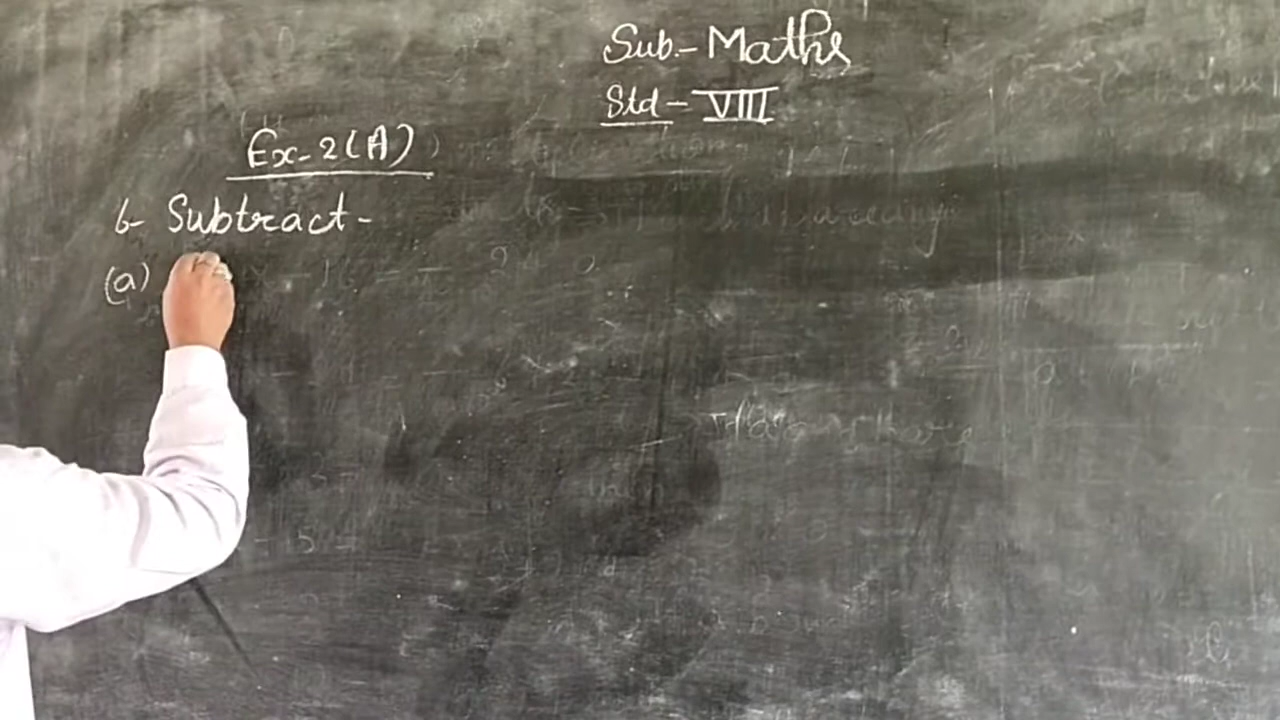 Sub.- Maths
Std - VIII
Ex- 2(A)
6- Subtract -
(a)